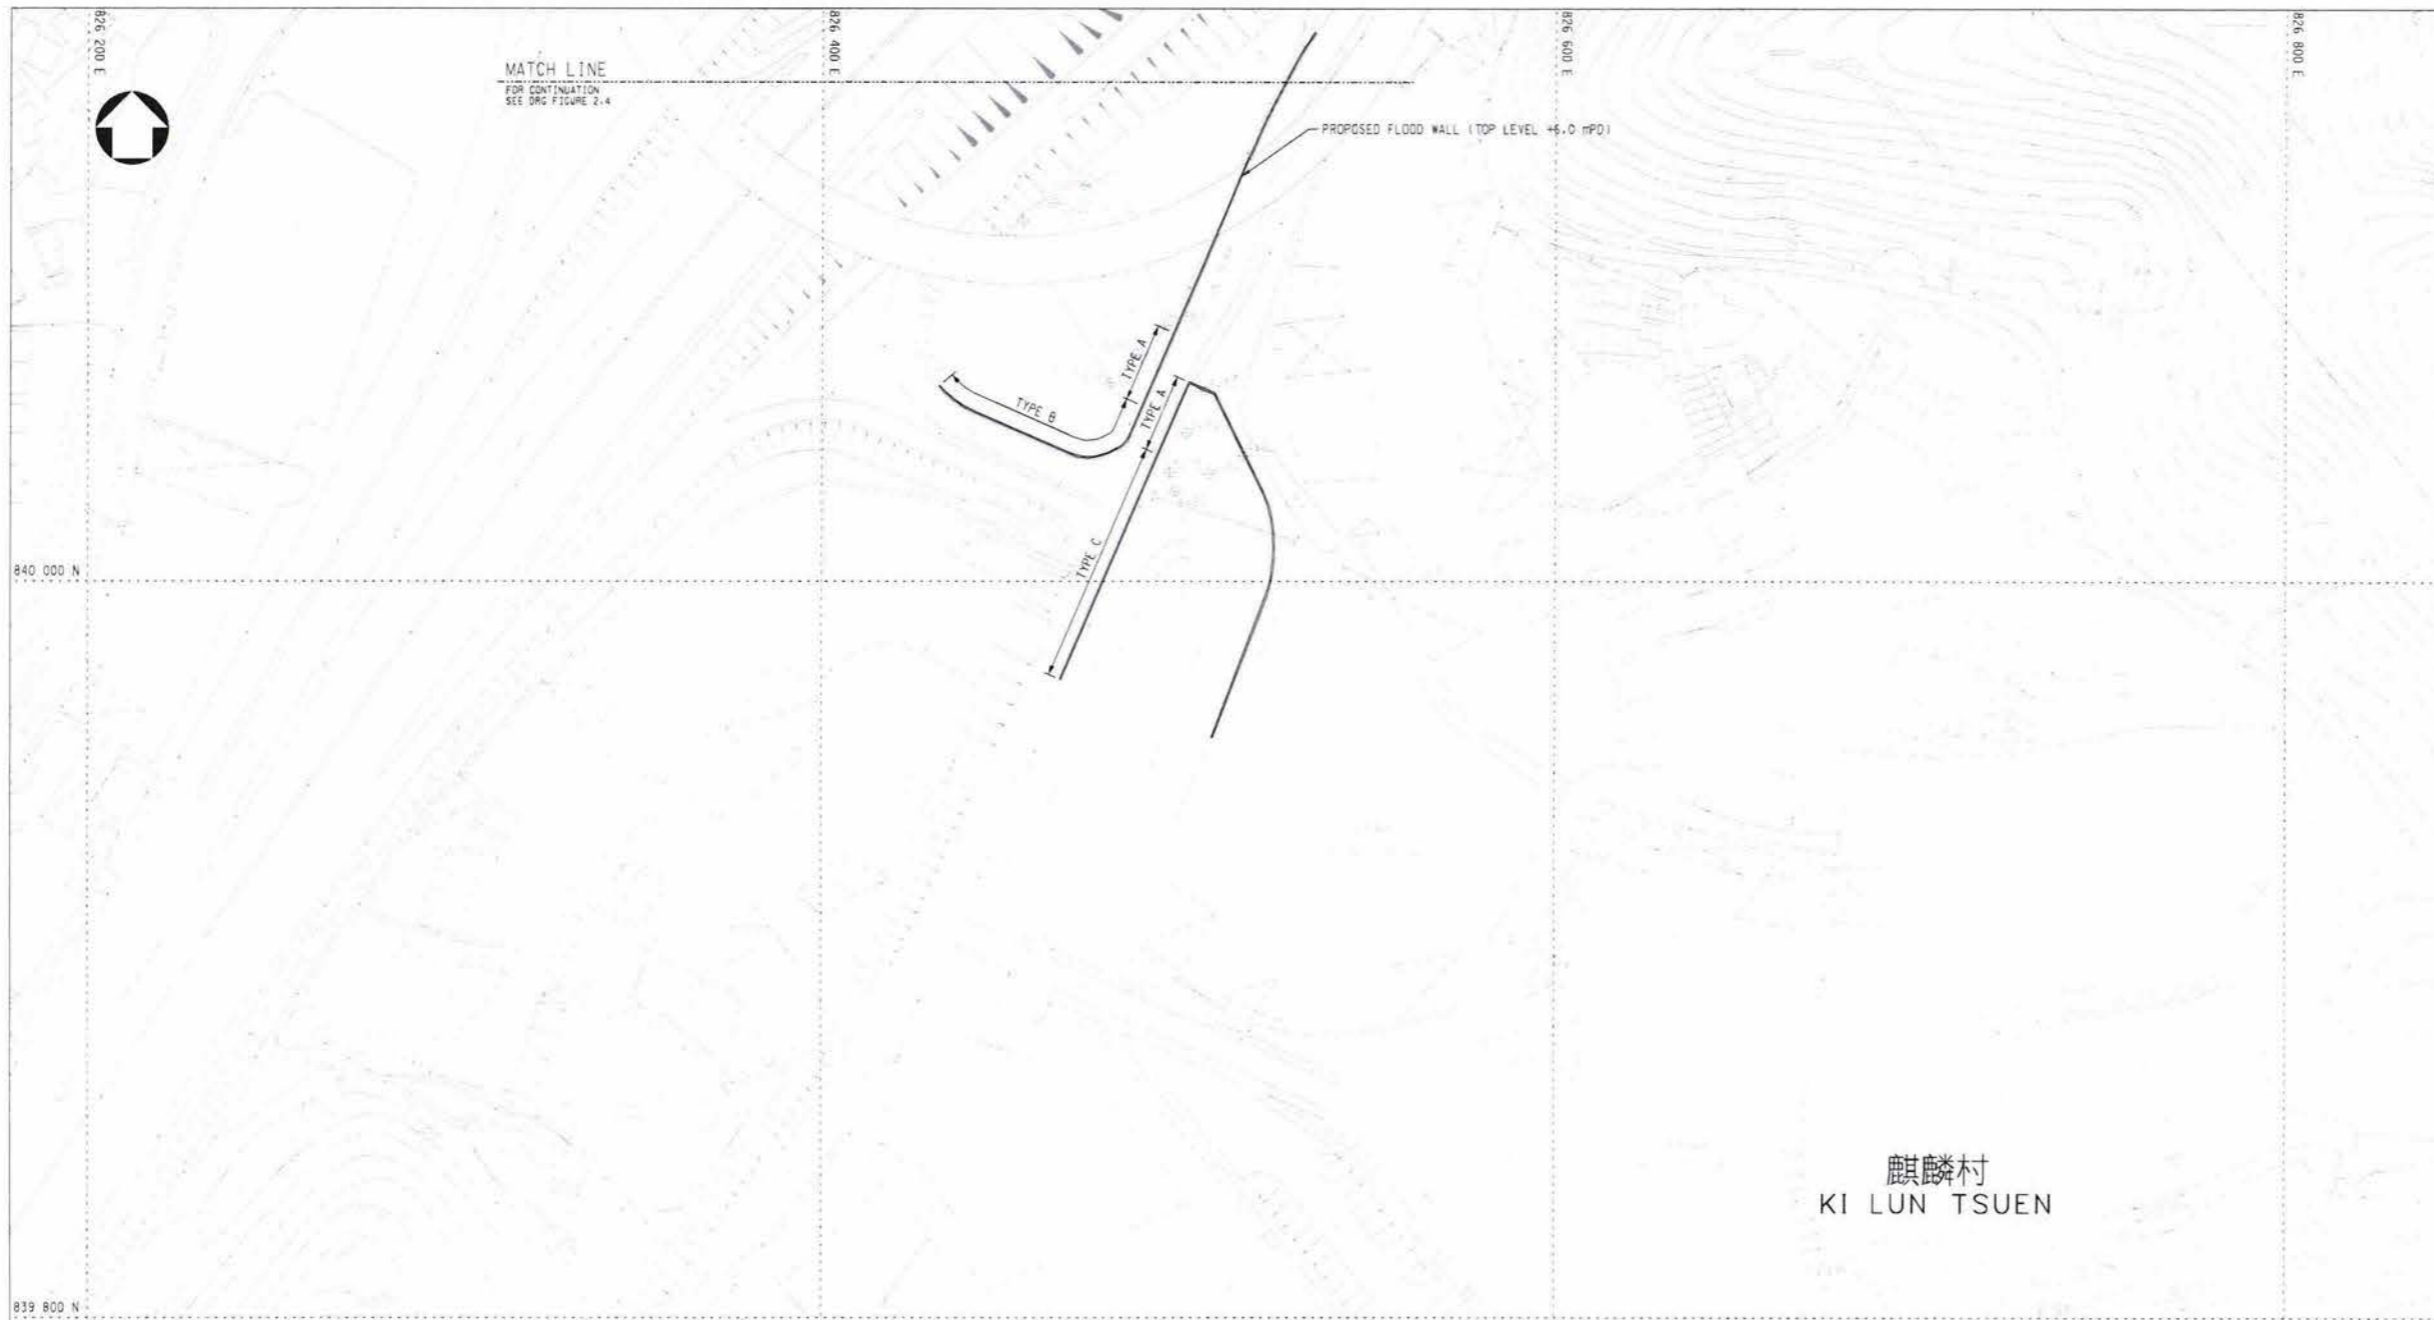 826 200 E
826 400 E
826 600 E
826 800 E
MATCH LINE
FOR CONTINUATION
SEE DRG FIGURE 2.4
PROPOSED FLOOD WALL (TOP LEVEL +6.0 mPD)
TYPE A
TYPE A
TYPE B
TYPE C
840 000 N
麒麟村
KI LUN TSUEN
839 800 N